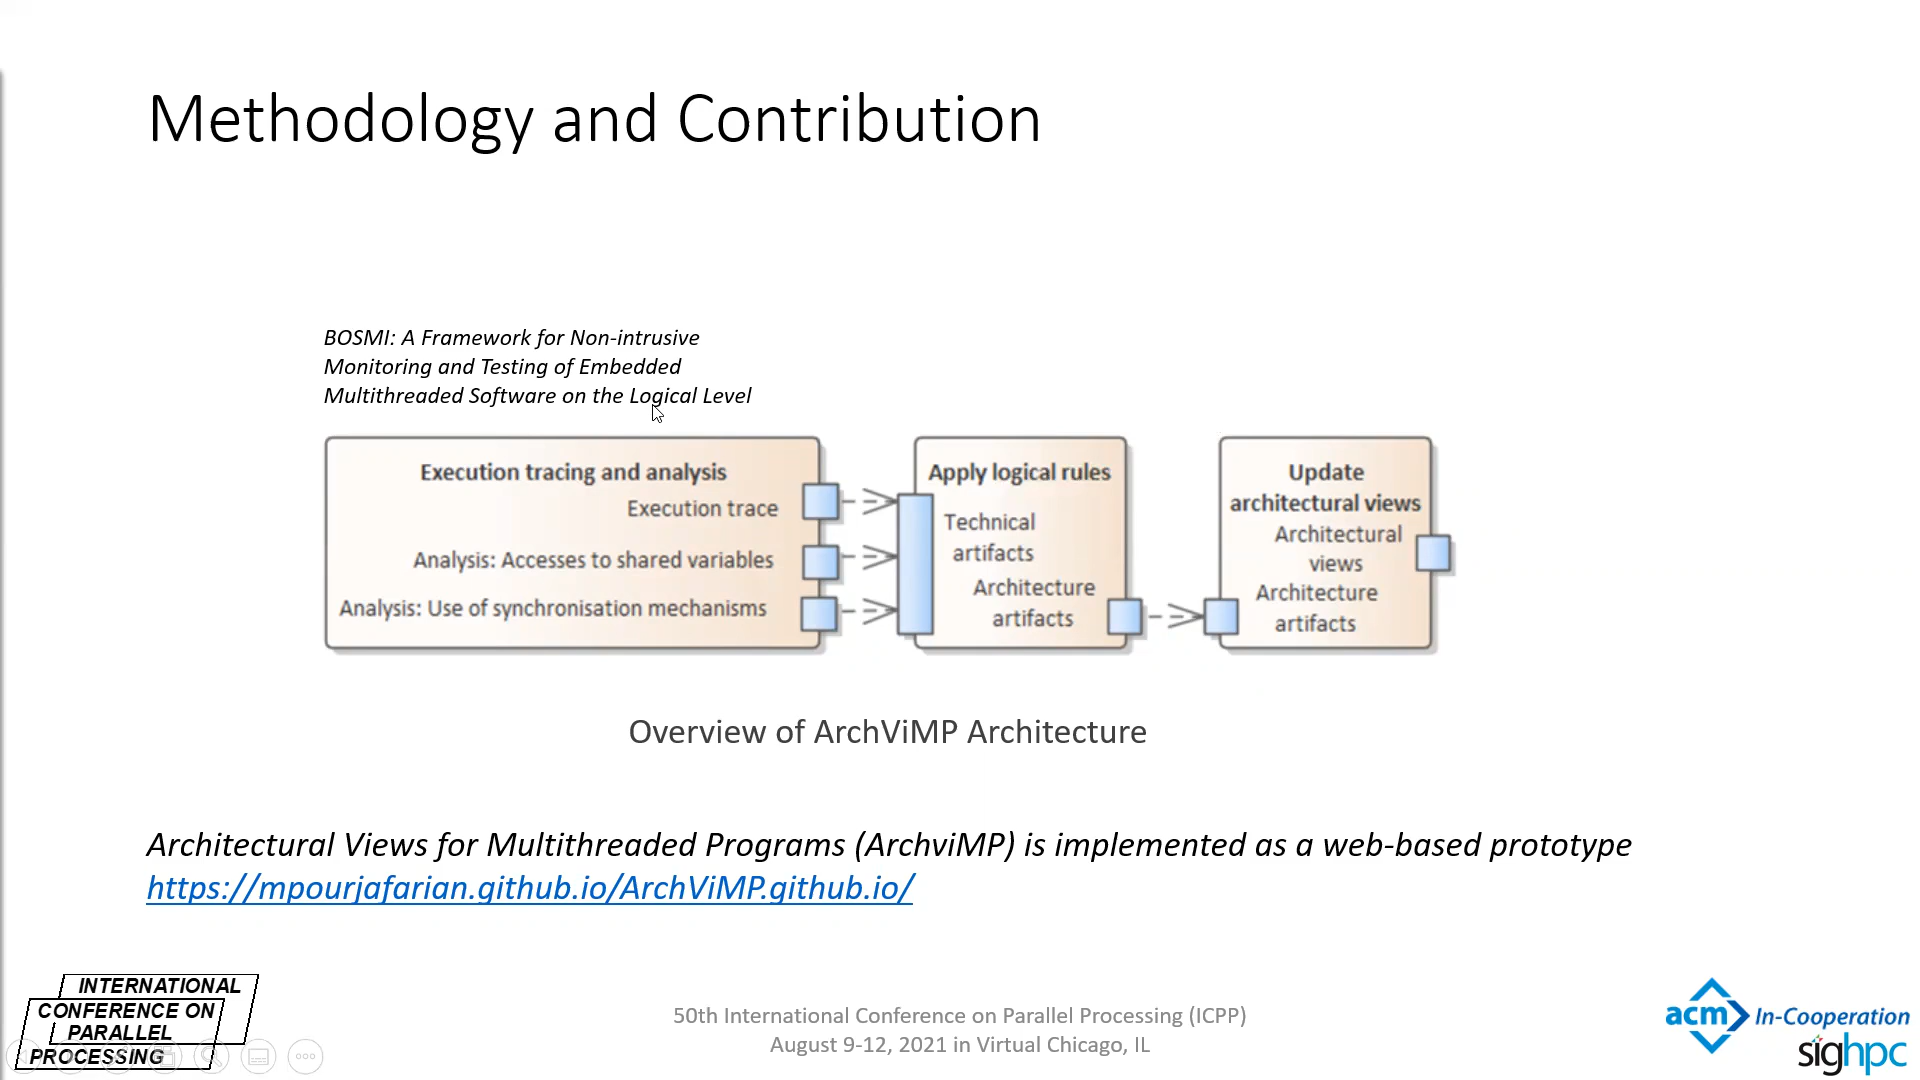 Methodology and Contribution
BOSMI: A Framework for Non-intrusive
Monitoring and Testing of Embedded
Multithreaded Software on the Logical Level
Execution tracing and analysis
Execution trace
Analysis: Accesses to shared variables
Analysis: Use of synchronisation mechanisms
Apply logical rules
Technical
artifacts
Architecture
artifacts
Update
architectural views
Architectural
views
Architecture
artifacts
Overview of ArchViMP Architecture
Architectural Views for Multithreaded Programs (ArchviMP) is implemented as a web-based prototype
https://mpourjafarian.github.io/ArchViMP.github.io/
INTERNATIONAL
CONFERENCE ON
PARALLEL
PROCESSING
50th International Conference on Parallel Processing (ICPP)
August 9-12, 2021 in Virtual Chicago, IL
acm In-Cooperation
sighpc